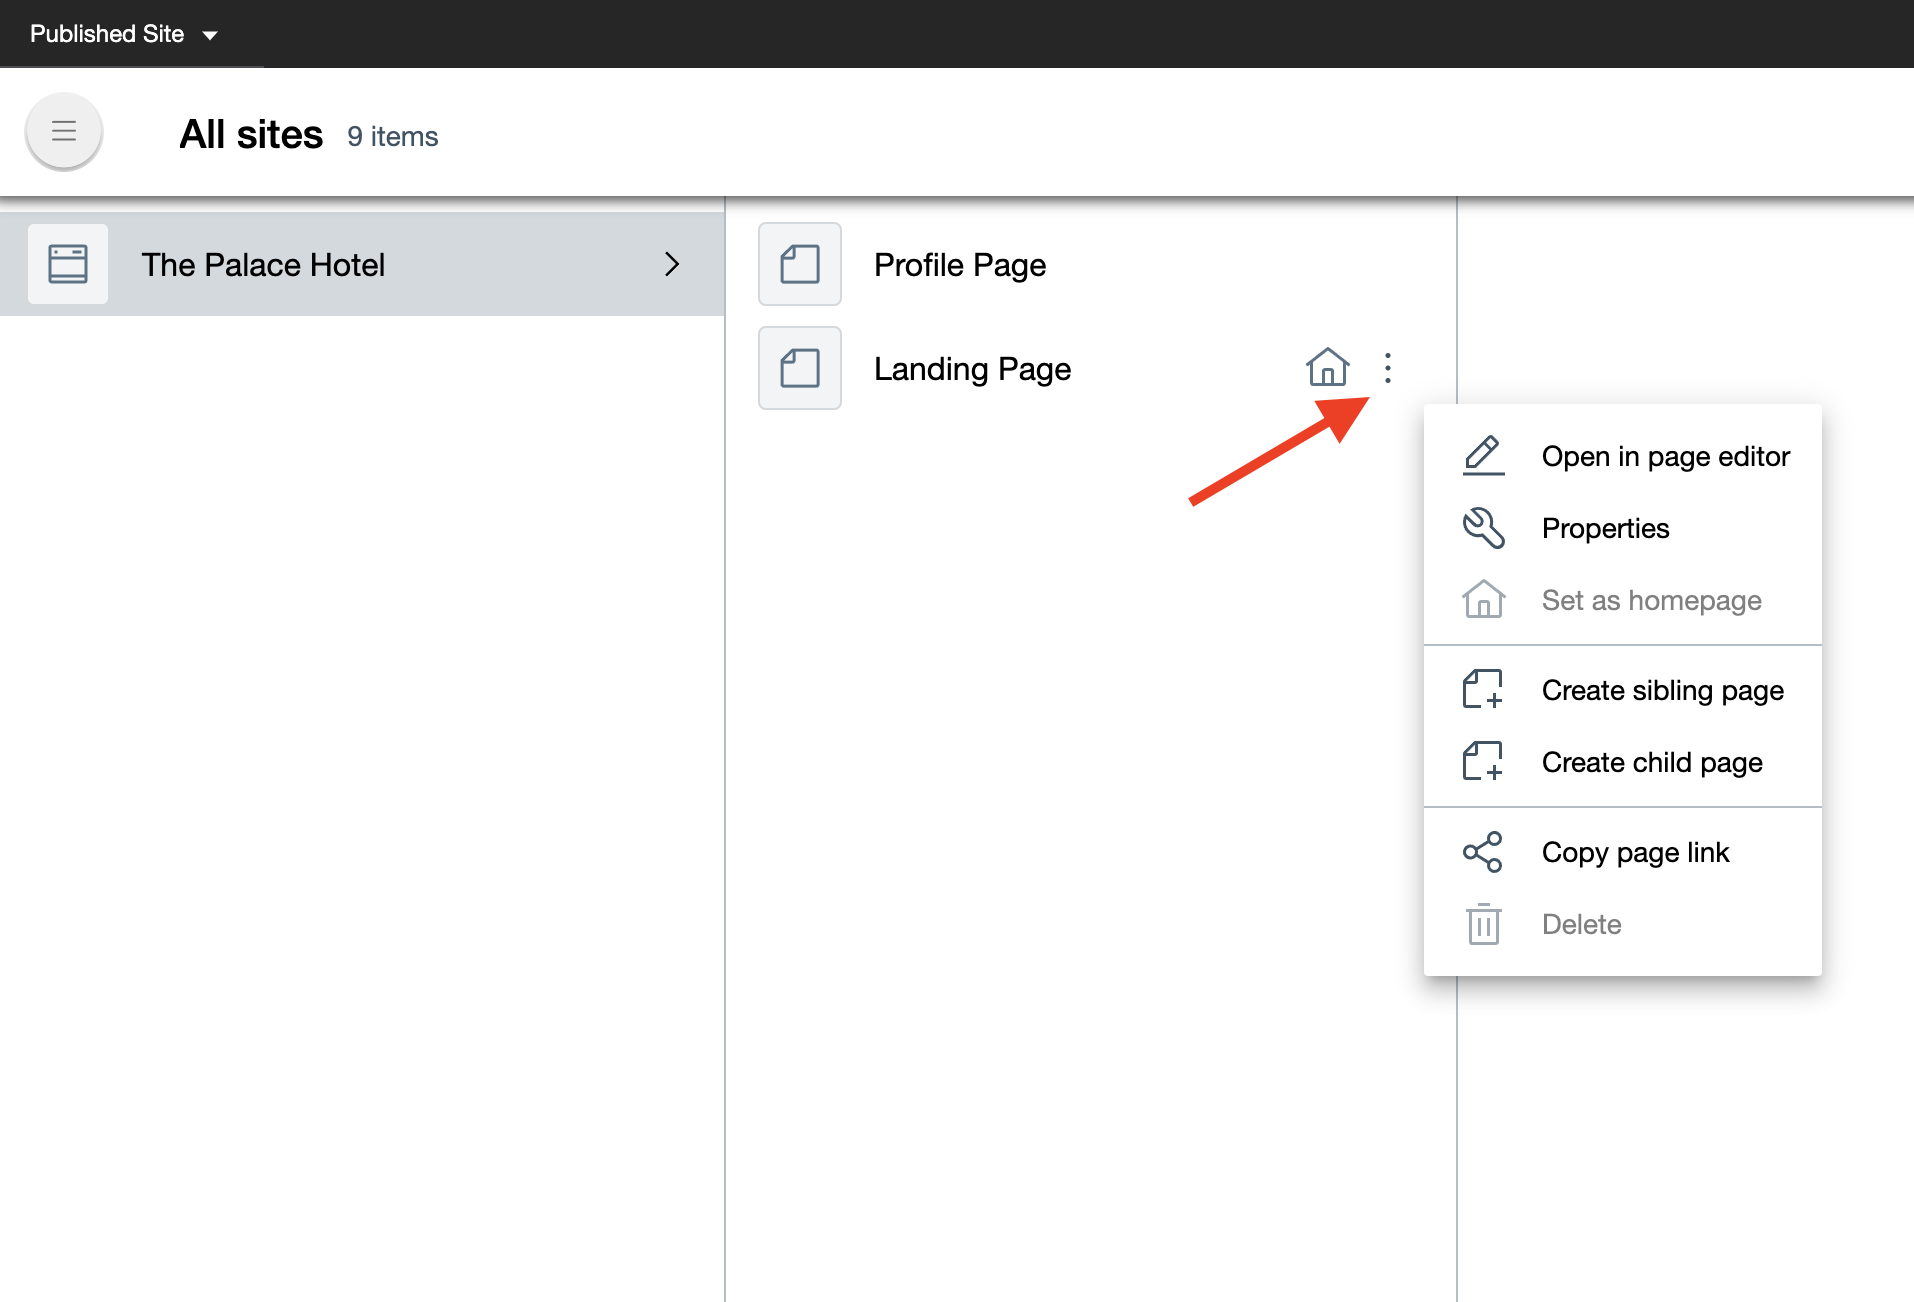 Published Site
All sites 9 items
The Palace Hotel
Profile Page
Landing Page
Open in page editor
Properties
Set as homepage
Create sibling page
Create child page
Copy page link
Delete